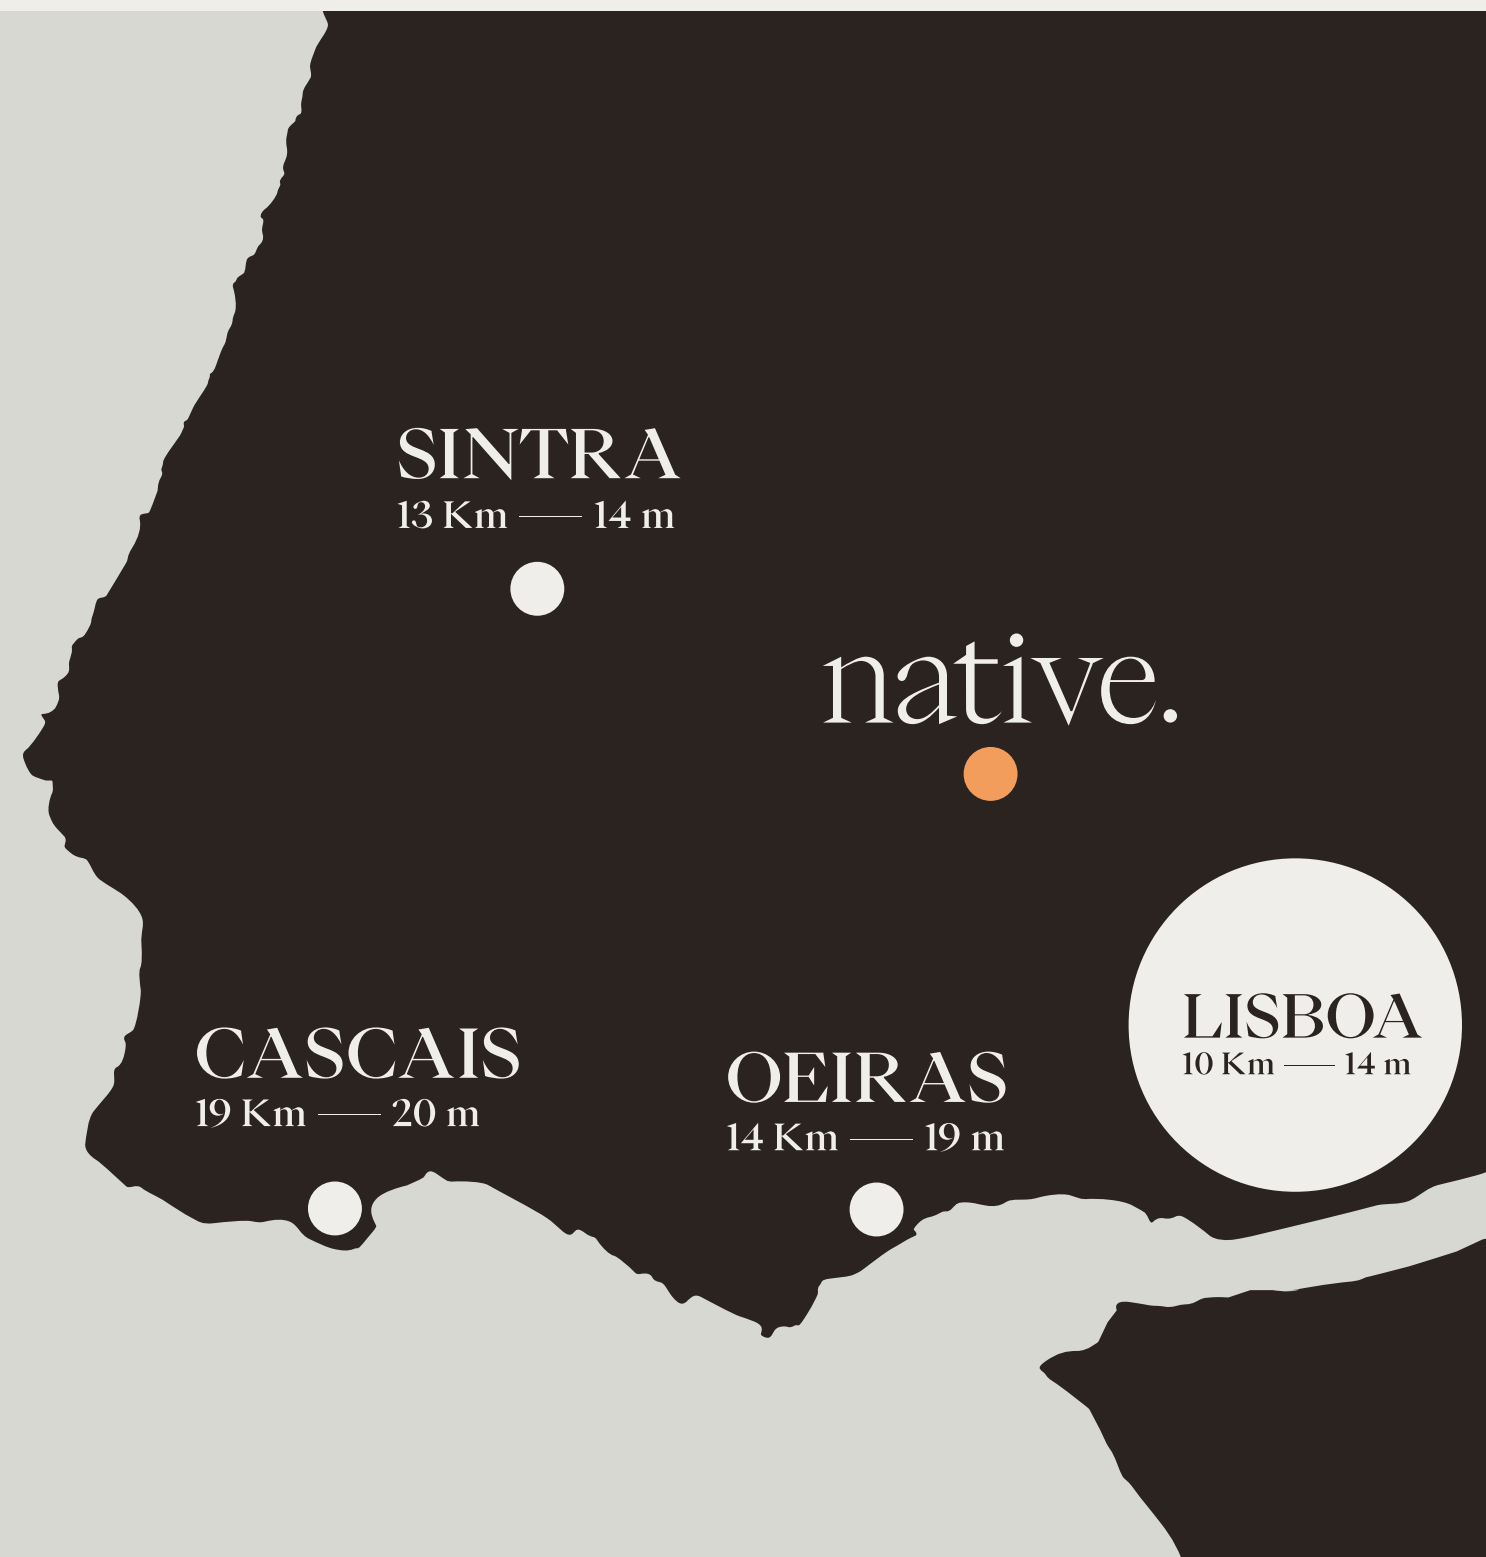 SINTRA
13 Km — 14 m
native.
LISBOA
10 Km — 14 m
CASCAIS
19 Km — 20 m
OEIRAS
14 Km — 19 m